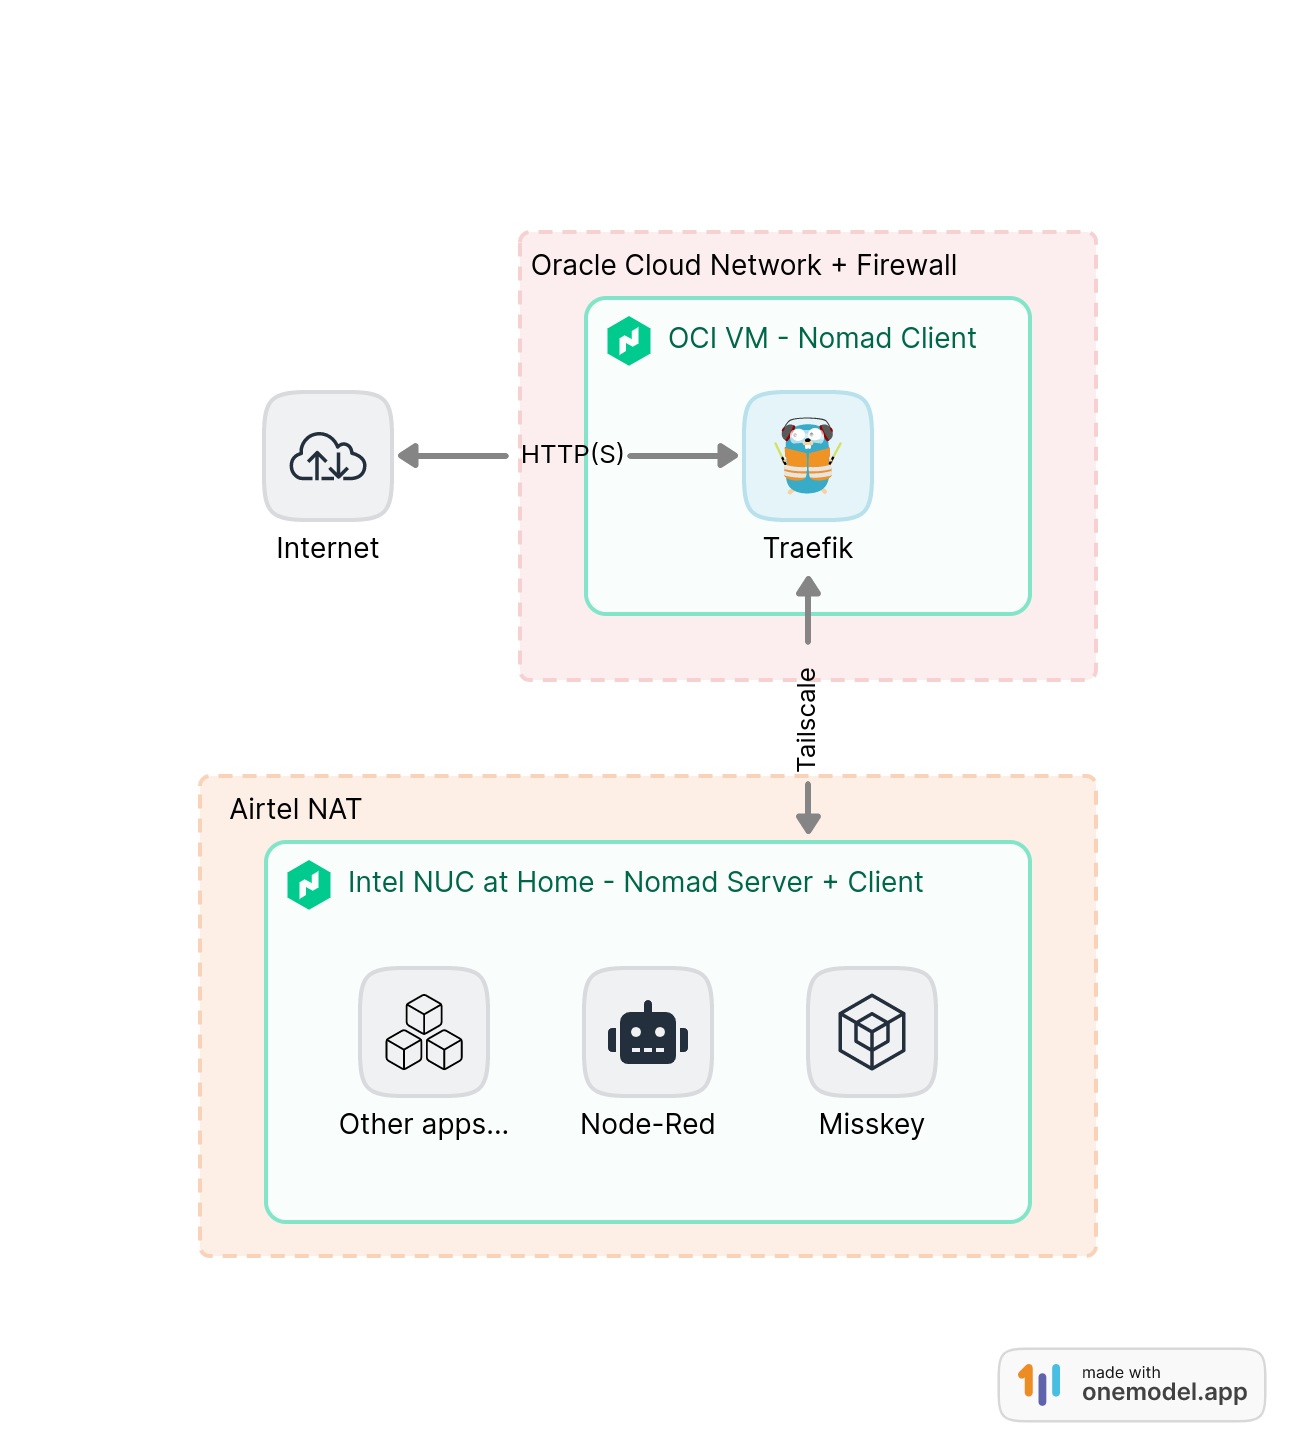 Oracle Cloud Network + Firewall
OCI VM - Nomad Client
HTTP(S)
Internet
Traefik
Tailscale
Airtel NAT
Intel NUC at Home - Nomad Server + Client
Other apps...
Node-Red
Misskey
made with
onemodel.app